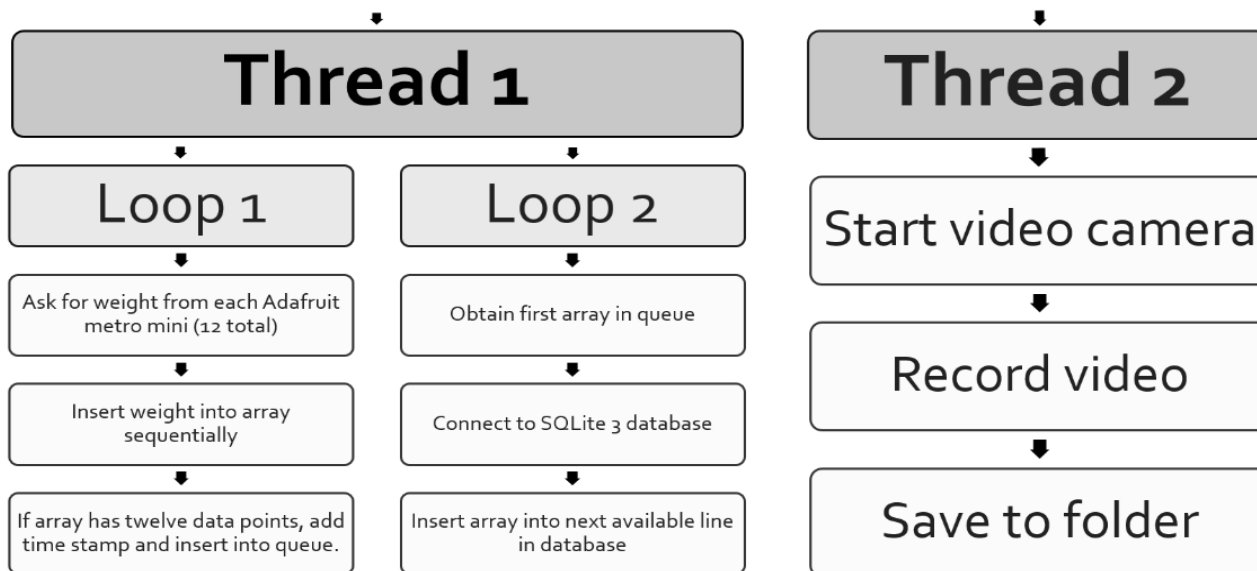 Thread 1
Loop 1
Ask for weight from each Adafruit
metro mini (12 total)
Insert weight into array
sequentially
If array has twelve data points, add
time stamp and insert into queue.
Loop 2
Obtain first array in queue
Connect to SQLite 3 database
Insert array into next available line
in database
Thread 2
Start video camera
Record video
Save to folder